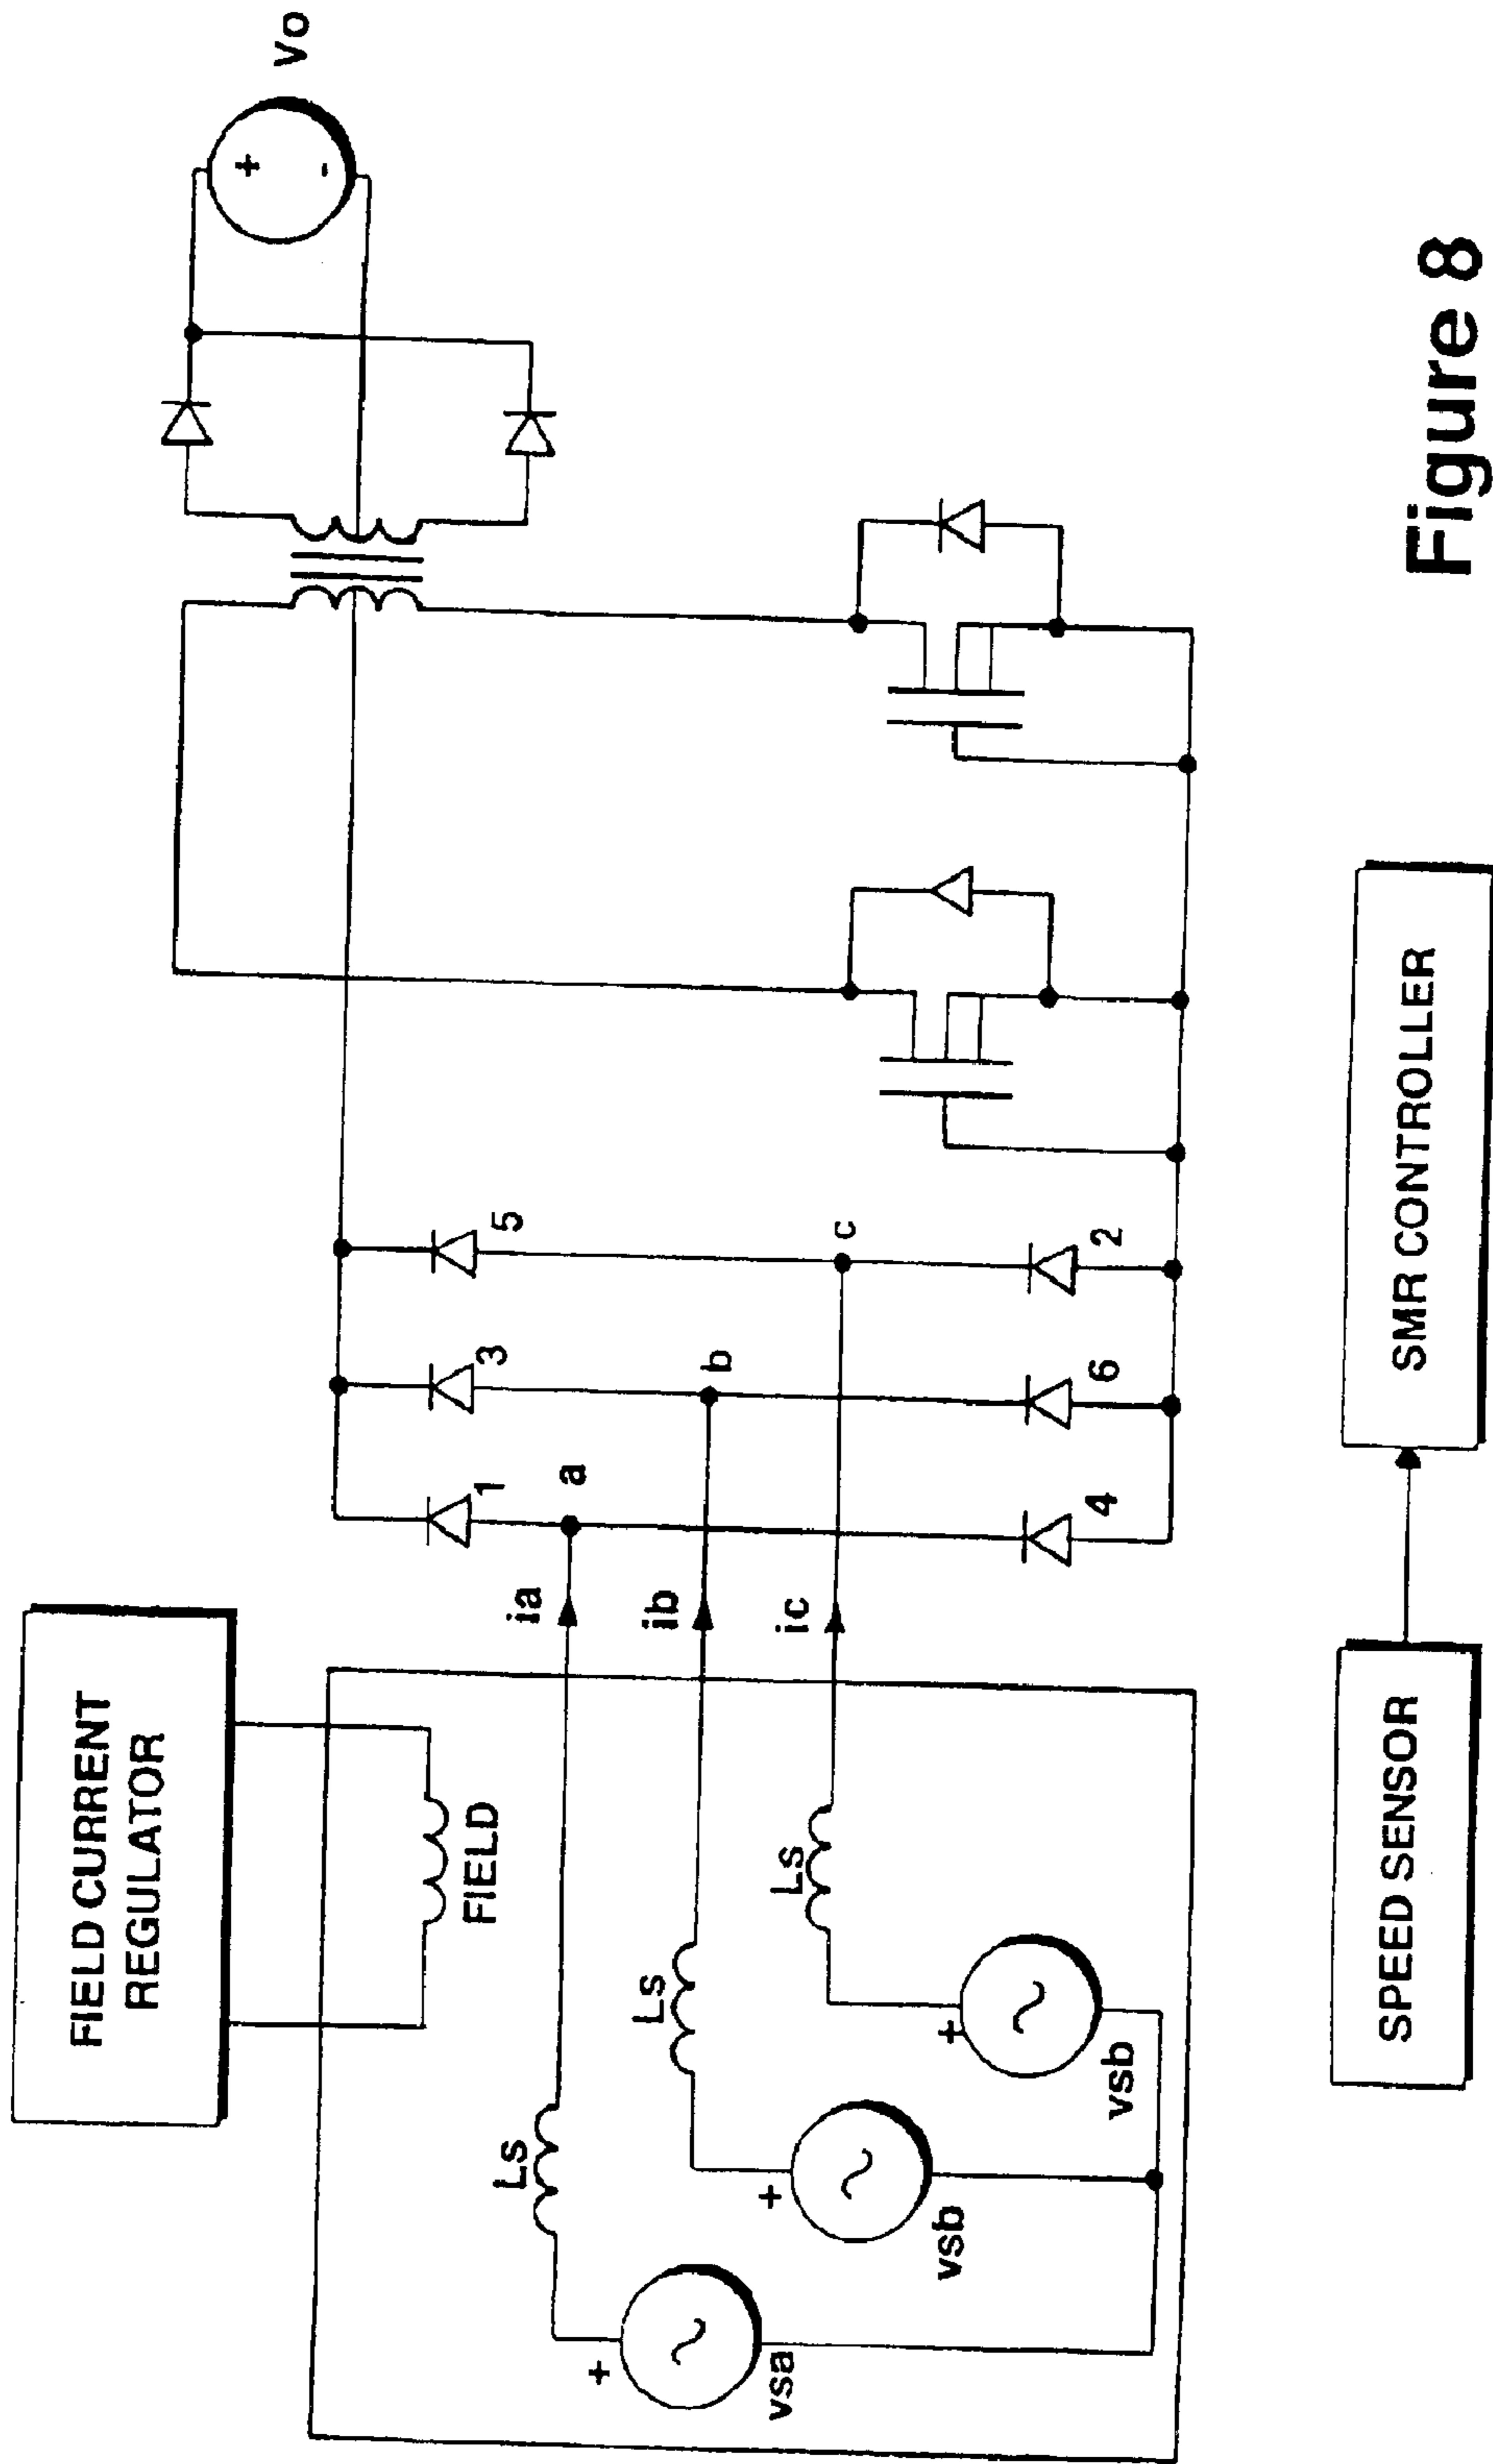 FIELD CURRENT
REGULATOR
FIELD
Ls
Ls
Ls
+
+
+
vsa
vsb
vsb
ia
ib
ic
a
b
c
1
3
5
4
6
2
+
-
Vo
SPEED SENSOR
SMR CONTROLLER
Figure 8